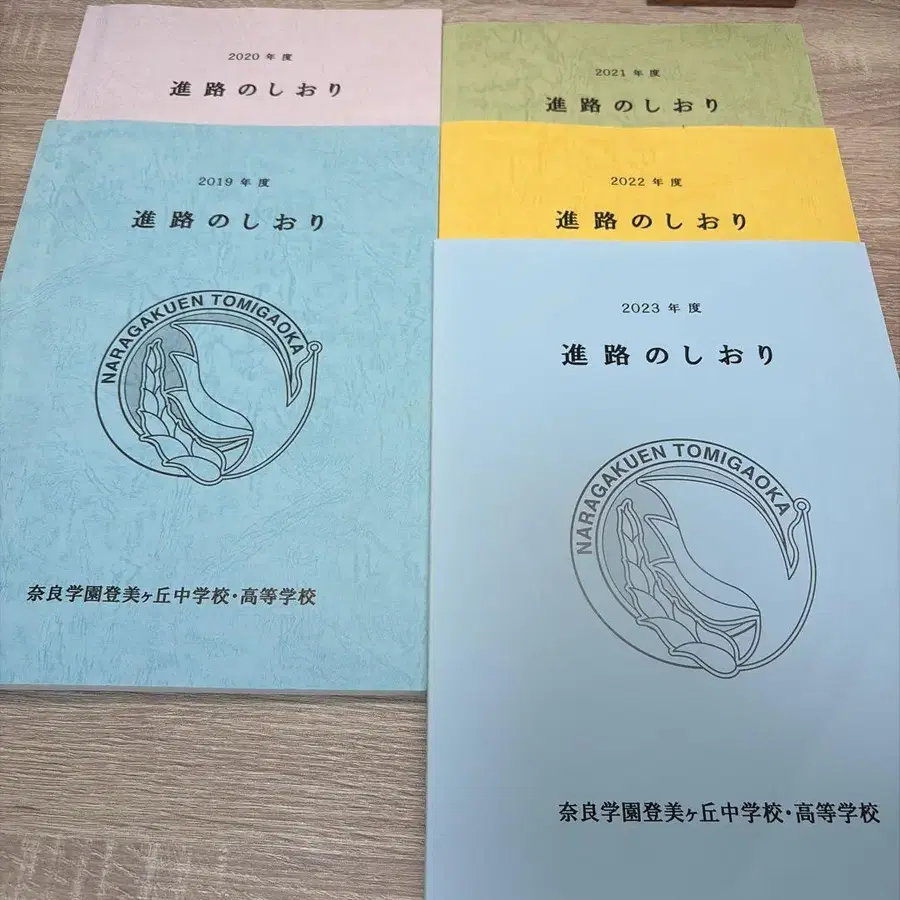 2020 年度
進路のしおり
2021 年度
進路のしおり
2019 年度
進路のしおり
NARAGAKUEN TOMIGAOKA
奈良学園登美ヶ丘中学校・高等学校
2022 年度
進路のしおり
2023 年度
進路のしおり
NARAGAKUEN TOMIGAOKA
奈良学園登美ヶ丘中学校・高等学校